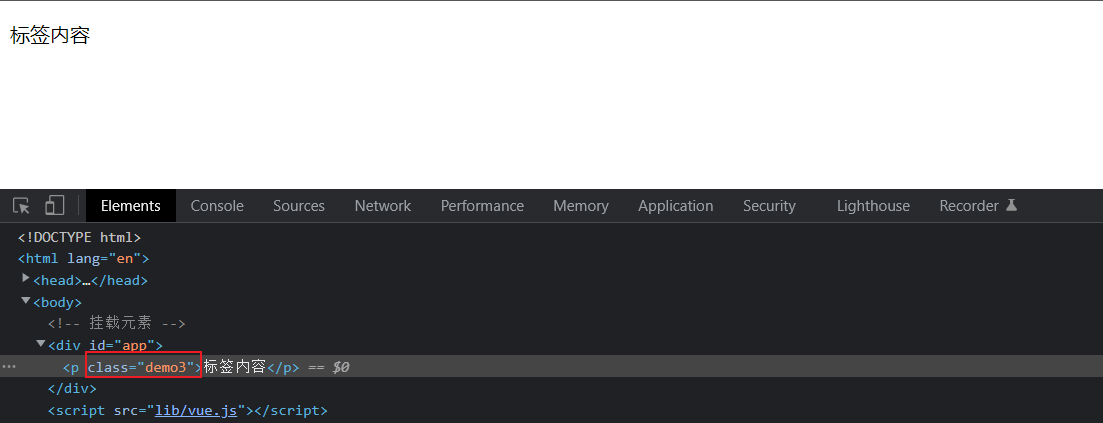 标签内容
Elements Console Sources Network Performance Memory Application Security Lighthouse Recorder
<!DOCTYPE html>
<html lang="en">
<head>…</head>
<body>
<!-- 挂载元素 -->
<div id="app">
… <p class="demo3">标签内容</p> == $0
</div>
<script src="lib/vue.js"></script>